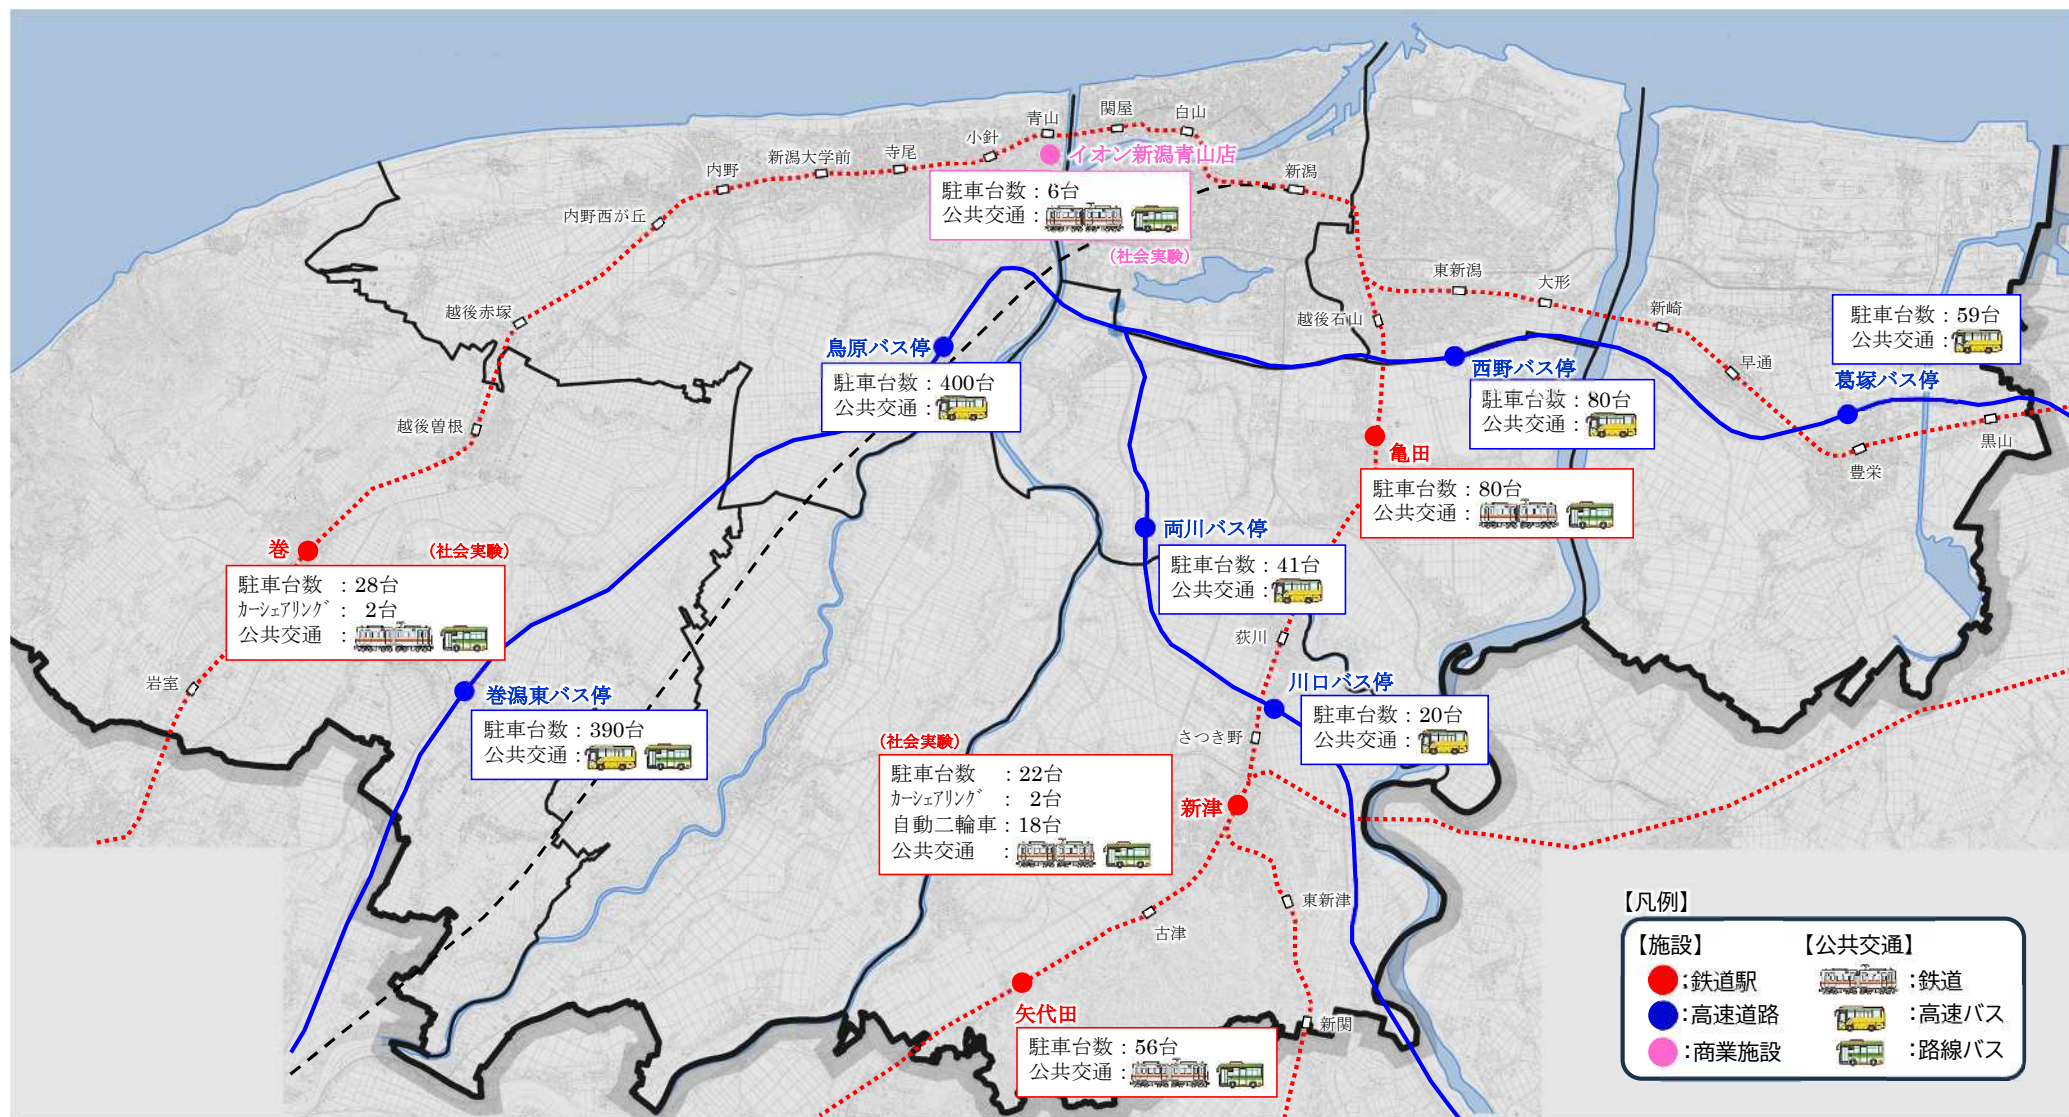 青山
関屋
白山
小針
イオン新潟青山店
新潟大学前
寺尾
内野
新潟
駐車台数：6台
公共交通：
(社会実験)
内野西が丘
東新潟
大形
越後赤塚
越後石山
新崎
駐車台数：59台
公共交通：
鳥原バス停
駐車台数：400台
公共交通：
西野バス停
駐車台数：80台
公共交通：
早通
葛塚バス停
越後曽根
黒山
豊栄
亀田
駐車台数：80台
公共交通：
両川バス停
駐車台数：41台
公共交通：
巻
(社会実験)
駐車台数：28台
ｶｰｼｪｱﾘﾝｸﾞ：2台
公共交通：
荻川
岩室
巻潟東バス停
駐車台数：390台
公共交通：
川口バス停
駐車台数：20台
公共交通：
さつき野
(社会実験)
駐車台数：22台
ｶｰｼｪｱﾘﾝｸﾞ：2台
自動二輪車：18台
公共交通：
新津
東新津
古津
矢代田
駐車台数：56台
公共交通：
新関
【凡例】
【施設】 【公共交通】
：鉄道駅 ：鉄道
：高速道路 ：高速バス
：商業施設 ：路線バス